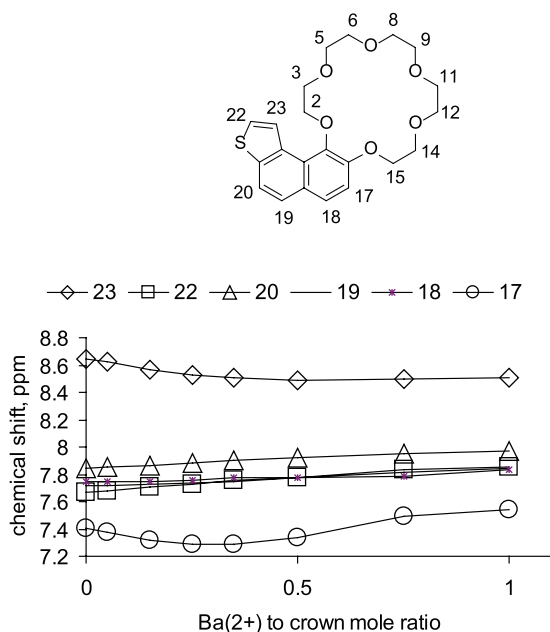 6 8
O
5 9
O O
3 11
23 2 12
22 O O
S O 14
15
20 17
19 18
23 22 20 19 18 17
8.8
8.6
8.4
8.2
8
7.8
7.6
7.4
7.2
chemical shift, ppm
0 0.5 1
Ba(2+) to crown mole ratio